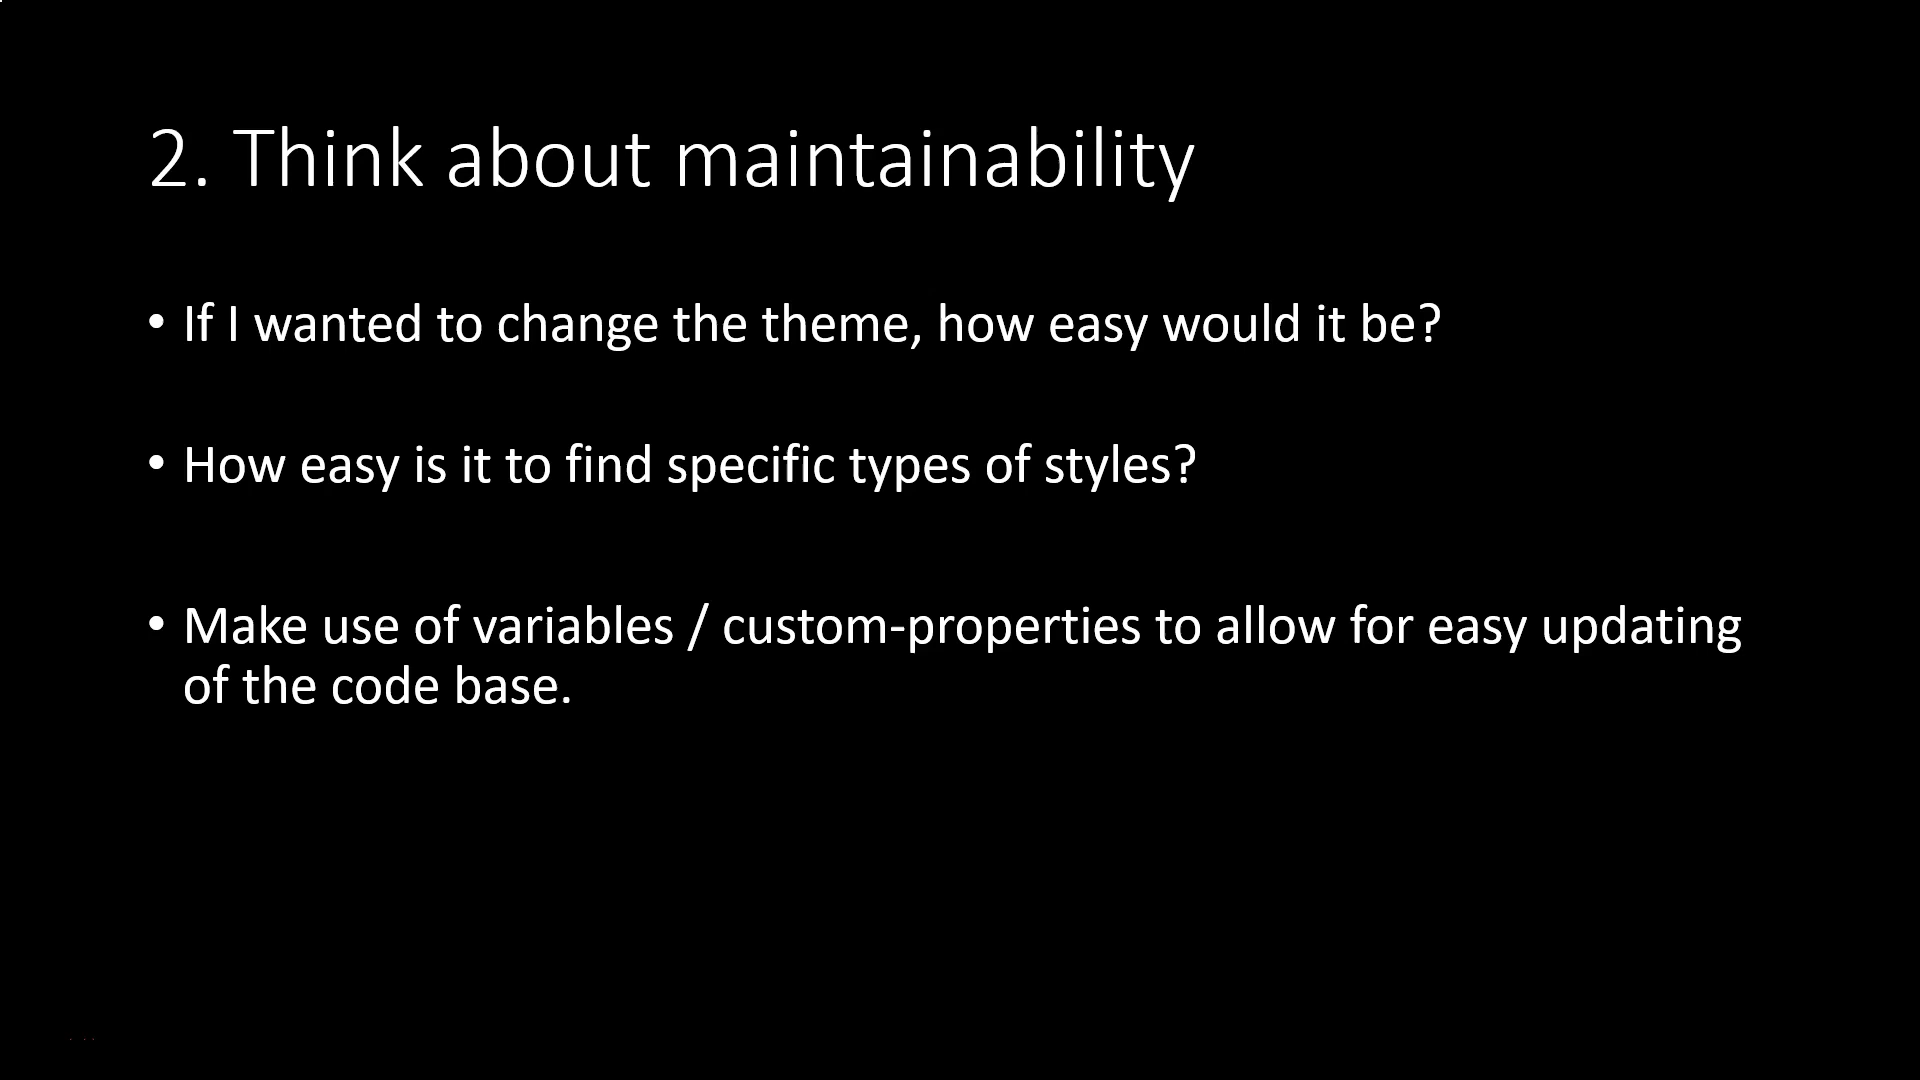 2. Think about maintainability
• If I wanted to change the theme, how easy would it be?
• How easy is it to find specific types of styles?
• Make use of variables / custom-properties to allow for easy updating
of the code base.